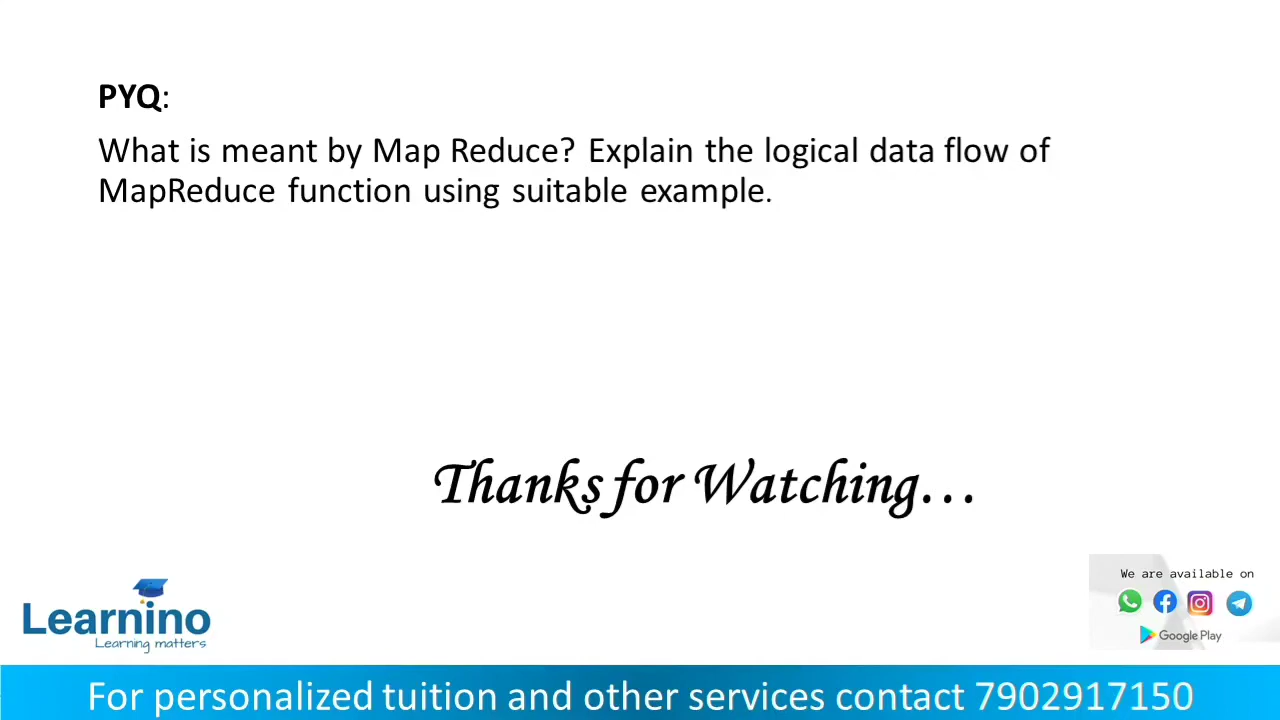 PYQ:
What is meant by Map Reduce? Explain the logical data flow of
MapReduce function using suitable example.
Thanks for Watching...
Learnino
Learning matters
We are available on
Google Play
For personalized tuition and other services contact 7902917150